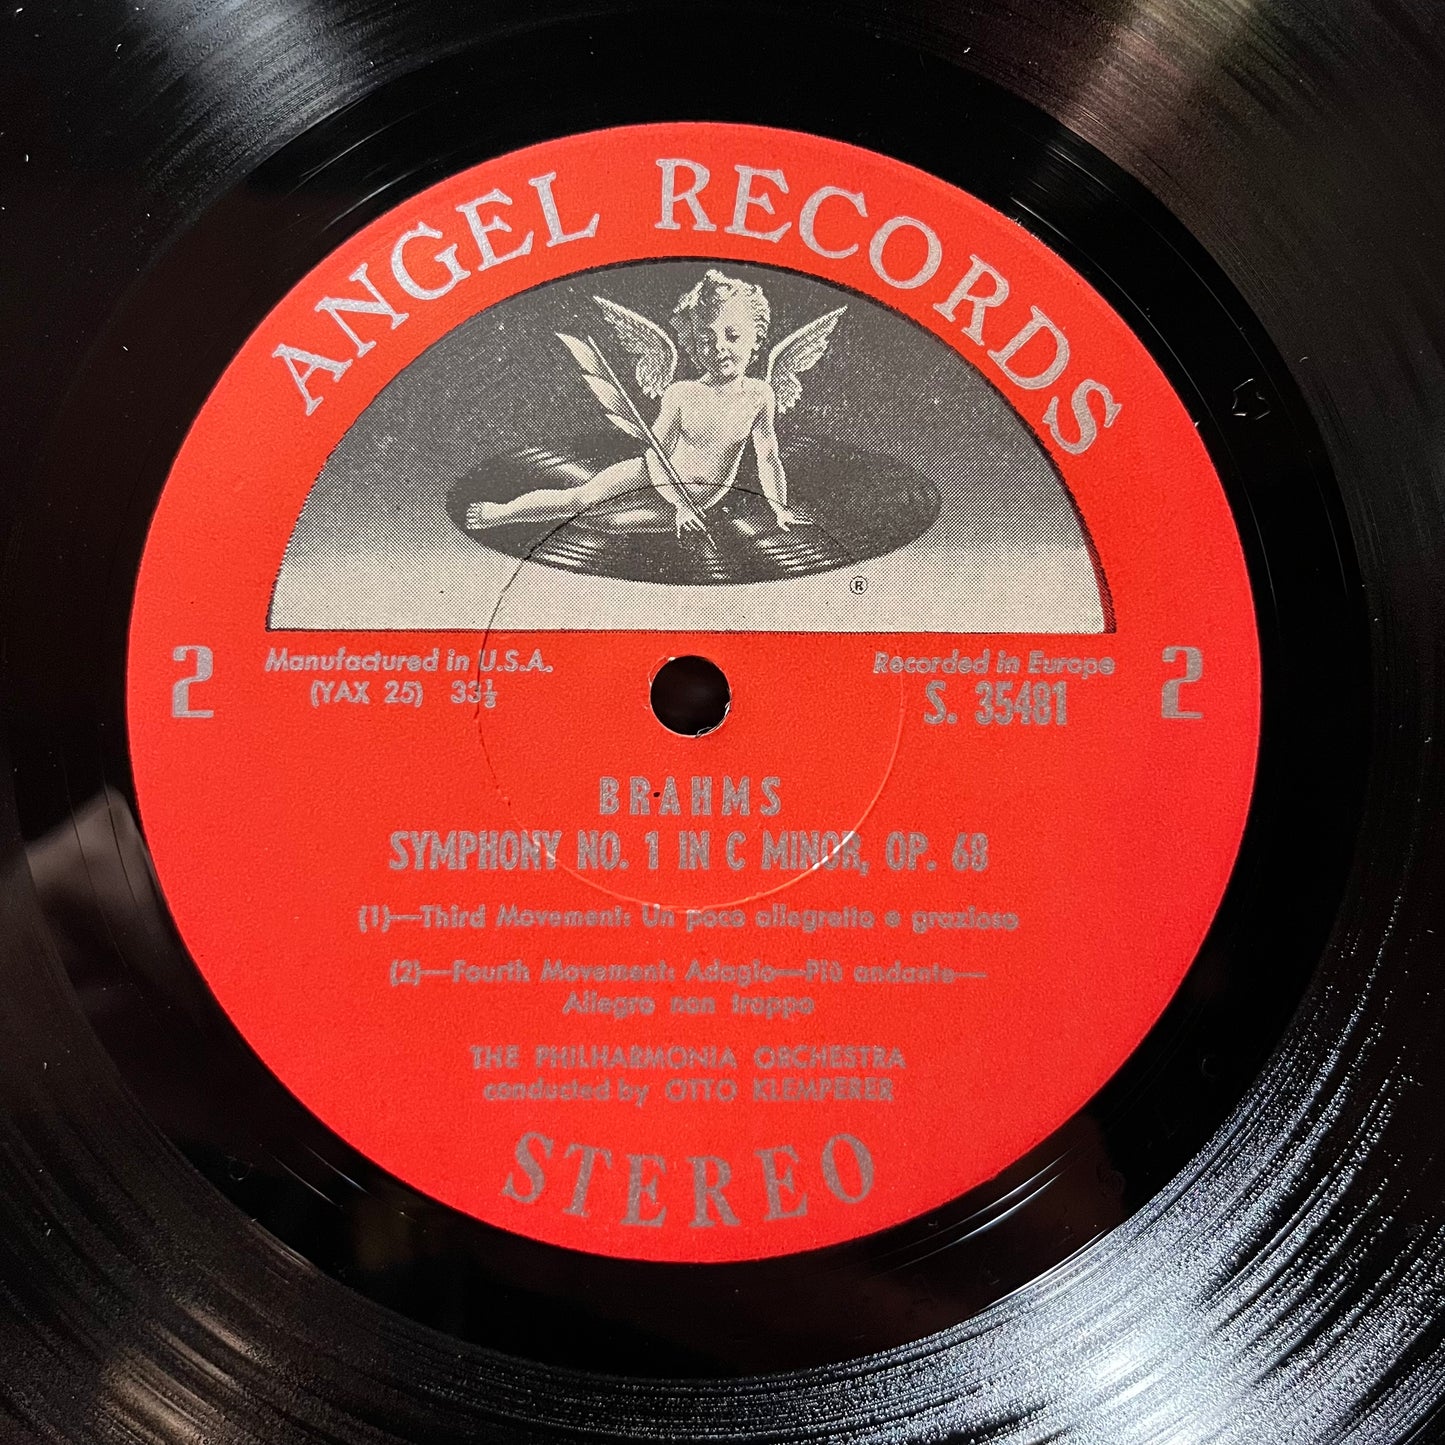 ANGEL RECORDS
®
2 Manufactured in U.S.A. Recorded in Europe 2
(YAX 25) 33⅓ S. 35481
BRAHMS
SYMPHONY NO. 1 IN C MINOR, OP. 68
(1)—Third Movement: Un poco allegretto e grazioso
(2)—Fourth Movement: Adagio—Più andante—
Allegro non troppo
THE PHILHARMONIA ORCHESTRA
conducted by OTTO KLEMPERER
STEREO